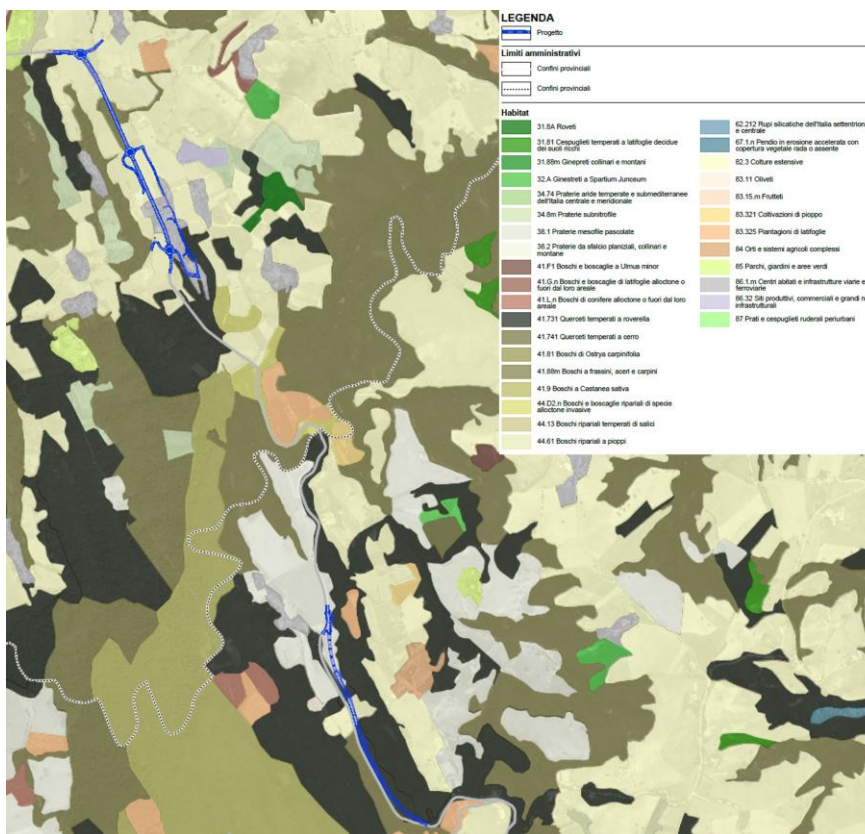 LEGENDA
Progetto
Limiti amministrativi
Confini provinciali
Confini provinciali
Habitat
31.8A Roveti
31.81 Cespuglieti temperati a latifoglie decidue
dei suoli ricchi
31.88m Ginepreti collinari e montani
32.A Ginestreti a Spartium Junceum
34.74 Praterie aride temperate e submediterranee
dell'Italia centrale e meridionale
34.8m Praterie subnitrofile
38.1 Praterie mesofile pascolate
38.2 Praterie da sfalcio planiziali, collinari e
montane
41.F1 Boschi e boscaglie a Ulmus minor
41.G.n Boschi e boscaglie di latifoglie alloctone o
fuori dal loro areale
41.L.n Boschi di conifere alloctone o fuori dal loro
areale
41.731 Querceti temperati a roverella
41.741 Querceti temperati a cerro
41.81 Boschi di Ostrya carpinifolia
41.88m Boschi a frassini, aceri e carpini
41.9 Boschi a Castanea sativa
44.D2.n Boschi e boscaglie ripariali di specie
alloctone invasive
44.13 Boschi ripariali temperati di salici
44.61 Boschi ripariali a pioppi
62.212 Rupi silicatiche dell'Italia settentrion
e centrale
67.1.n Pendio in erosione accelerata con
copertura vegetale rada o assente
82.3 Colture estensive
83.11 Oliveti
83.15.m Frutteti
83.321 Coltivazioni di pioppo
83.325 Piantagioni di latifoglie
84 Orti e sistemi agricoli complessi
85 Parchi, giardini e aree verdi
86.1.m Centri abitati e infrastrutture viarie e
ferroviarie
86.32 Siti produttivi, commerciali e grandi n
infrastrutturali
87 Prati e cespuglieti ruderali periurbani